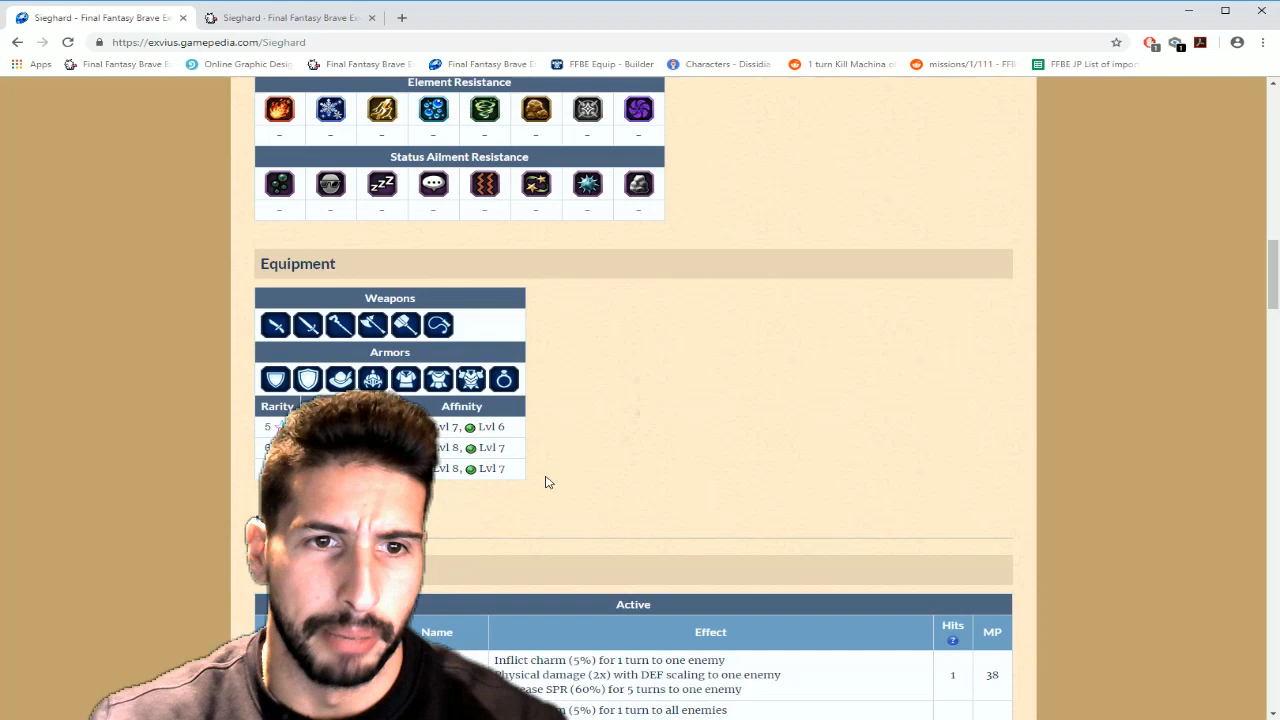 Sieghard - Final Fantasy Brave Ex
Sieghard - Final Fantasy Brave Ex
https://exvius.gamepedia.com/Sieghard
Apps
Final Fantasy Brave E
Online Graphic Desig
Final Fantasy Brave E
Final Fantasy Brave E
FFBE Equip - Builder
Characters - Dissidia
1 turn Kill Machina o
missions/1/111 - FFB
FFBE JP List of impor
Element Resistance
– – – – – – – –
Status Ailment Resistance
– – – – – – – –
Equipment
Weapons
Armors
Rarity Affinity
5 Lvl 7, Lvl 6
Lvl 8, Lvl 7
Lvl 8, Lvl 7
Active
Name Effect Hits MP
Inflict charm (5%) for 1 turn to one enemy
Physical damage (2x) with DEF scaling to one enemy
SPR (60%) for 5 turns to one enemy
1 38
(5%) for 1 turn to all enemies